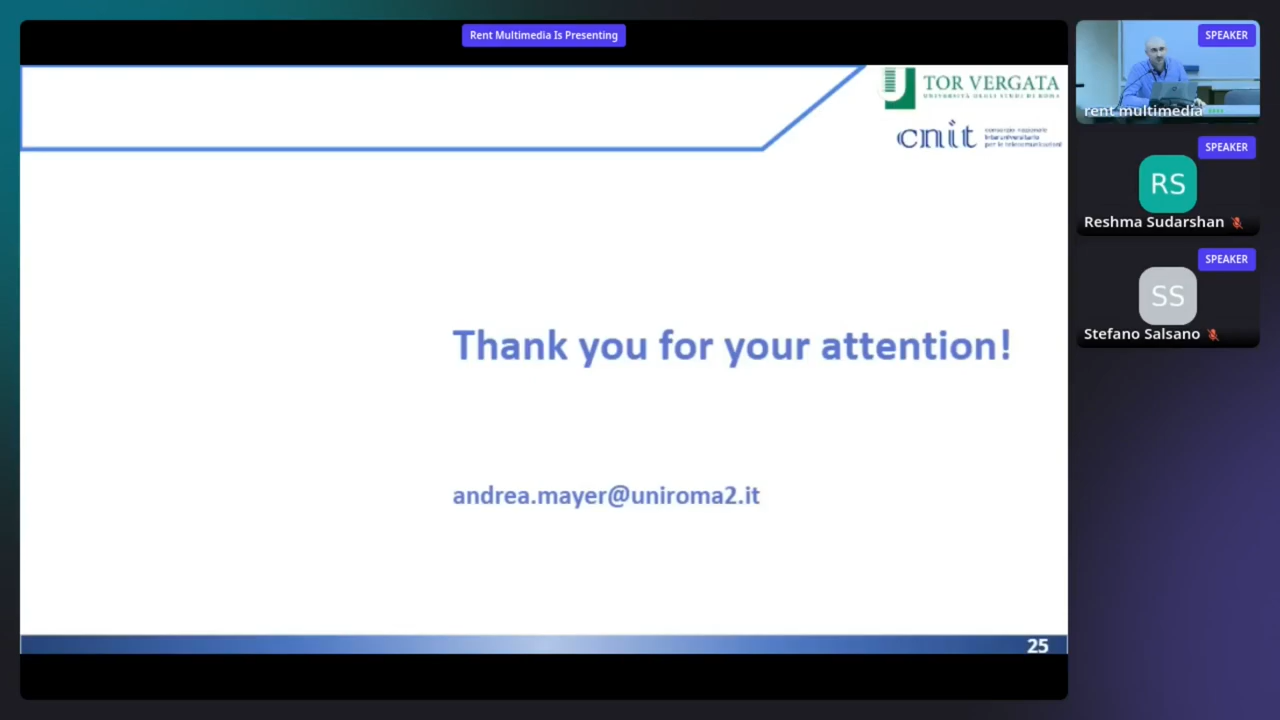 Rent Multimedia Is Presenting
TOR VERGATA
UNIVERSITÀ DEGLI STUDI DI ROMA
cnit
consorzio nazionale
interuniversitario
per le telecomunicazioni
Thank you for your attention!
andrea.mayer@uniroma2.it
25
SPEAKER
rent multimedia
SPEAKER
RS
Reshma Sudarshan
SPEAKER
SS
Stefano Salsano